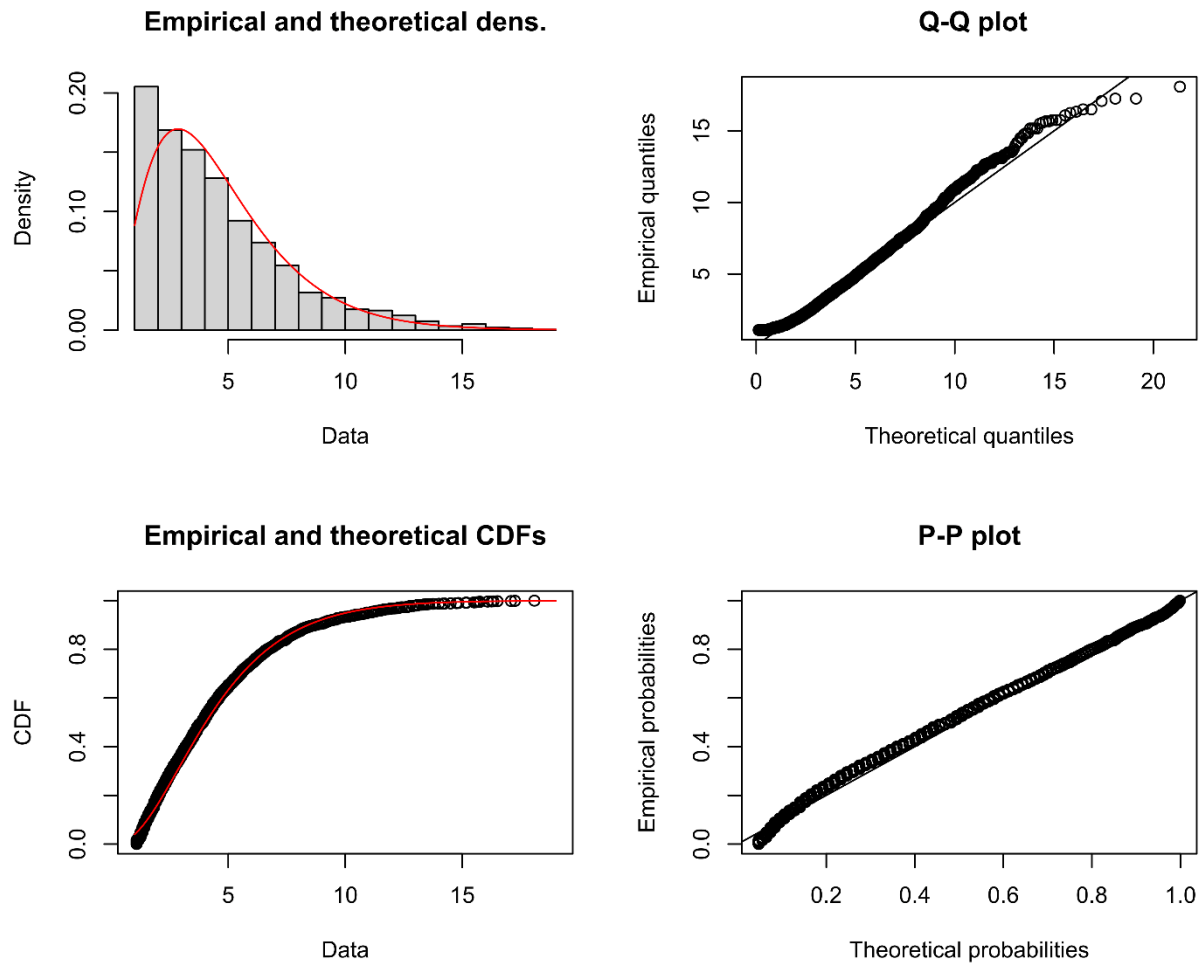 Empirical and theoretical dens.
Density
0.00
0.10
0.20
5 10 15
Data
Q-Q plot
Empirical quantiles
5
10
15
0 5 10 15 20
Theoretical quantiles
Empirical and theoretical CDFs
CDF
0.0
0.4
0.8
5 10 15
Data
P-P plot
Empirical probabilities
0.0
0.4
0.8
0.2 0.4 0.6 0.8 1.0
Theoretical probabilities